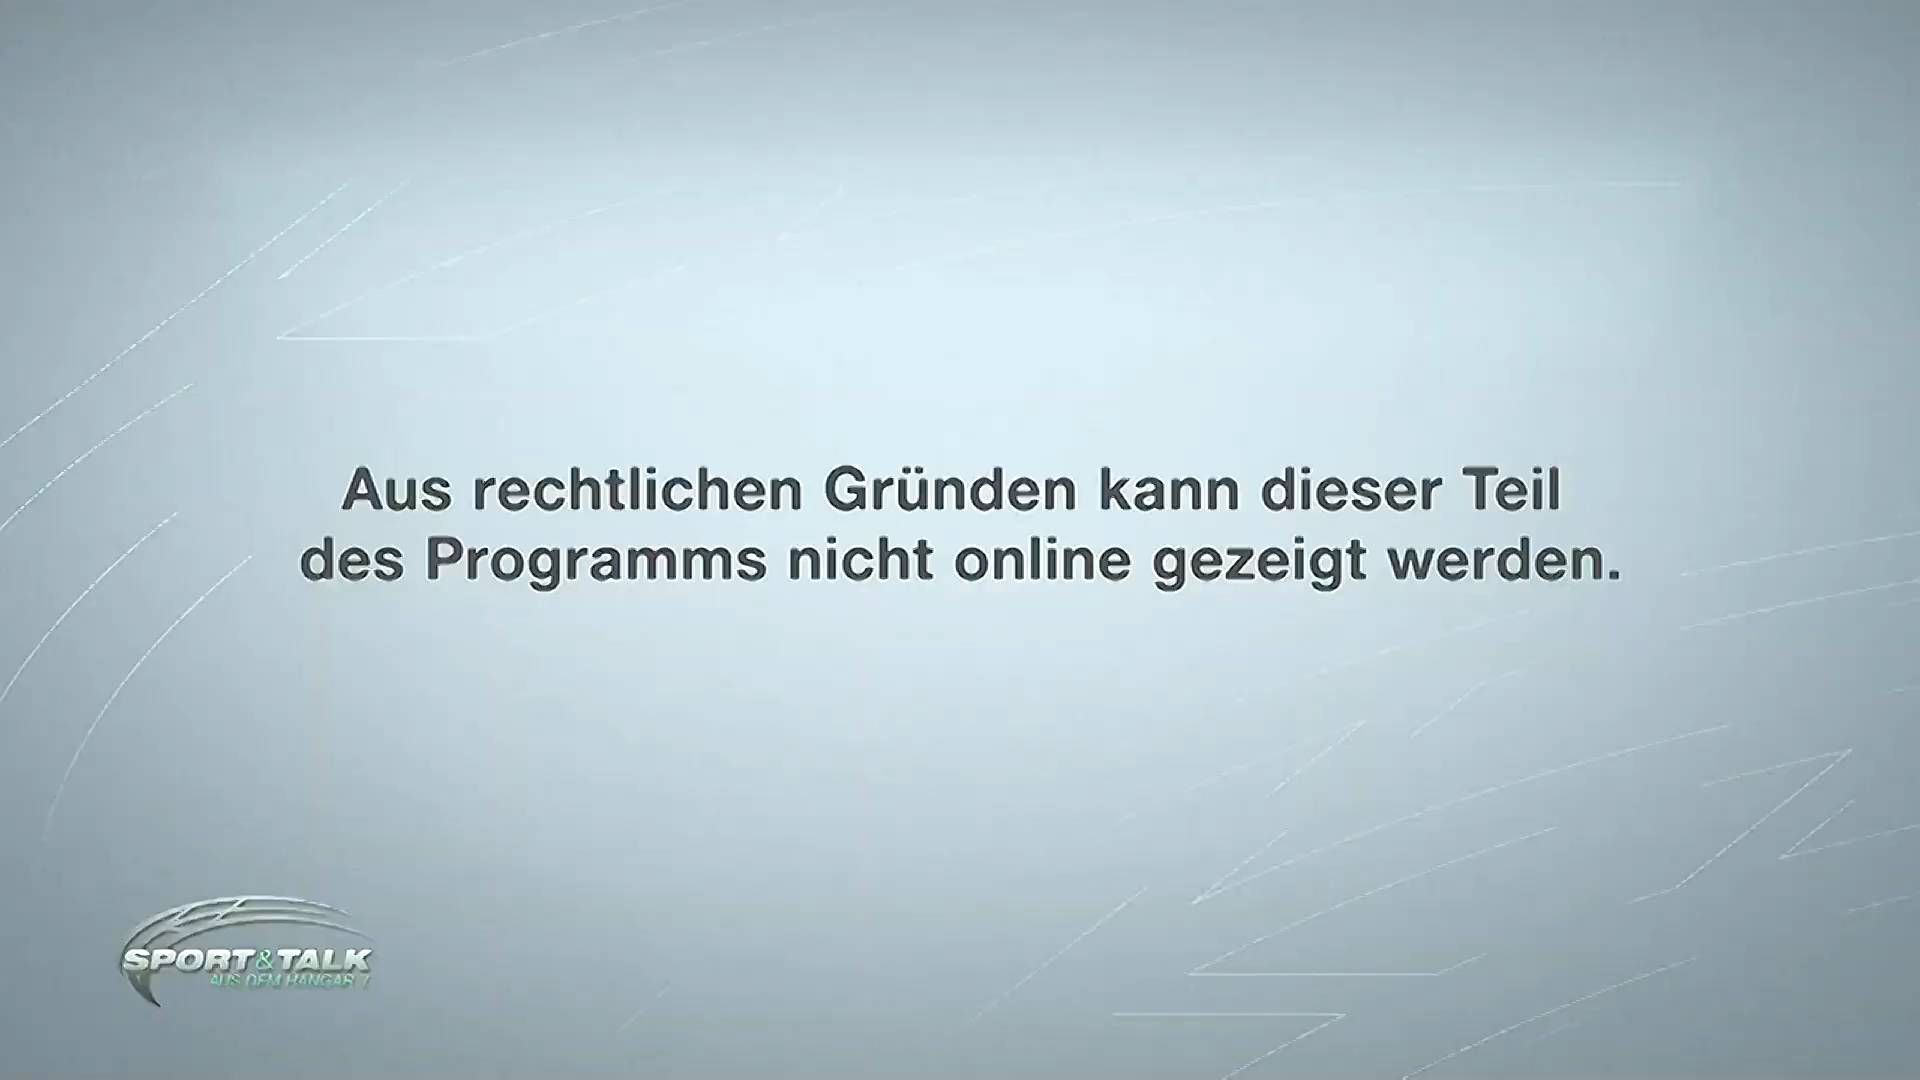 Aus rechtlichen Gründen kann dieser Teil
des Programms nicht online gezeigt werden.
SPORT&TALK
AUS DEM HANGAR 7